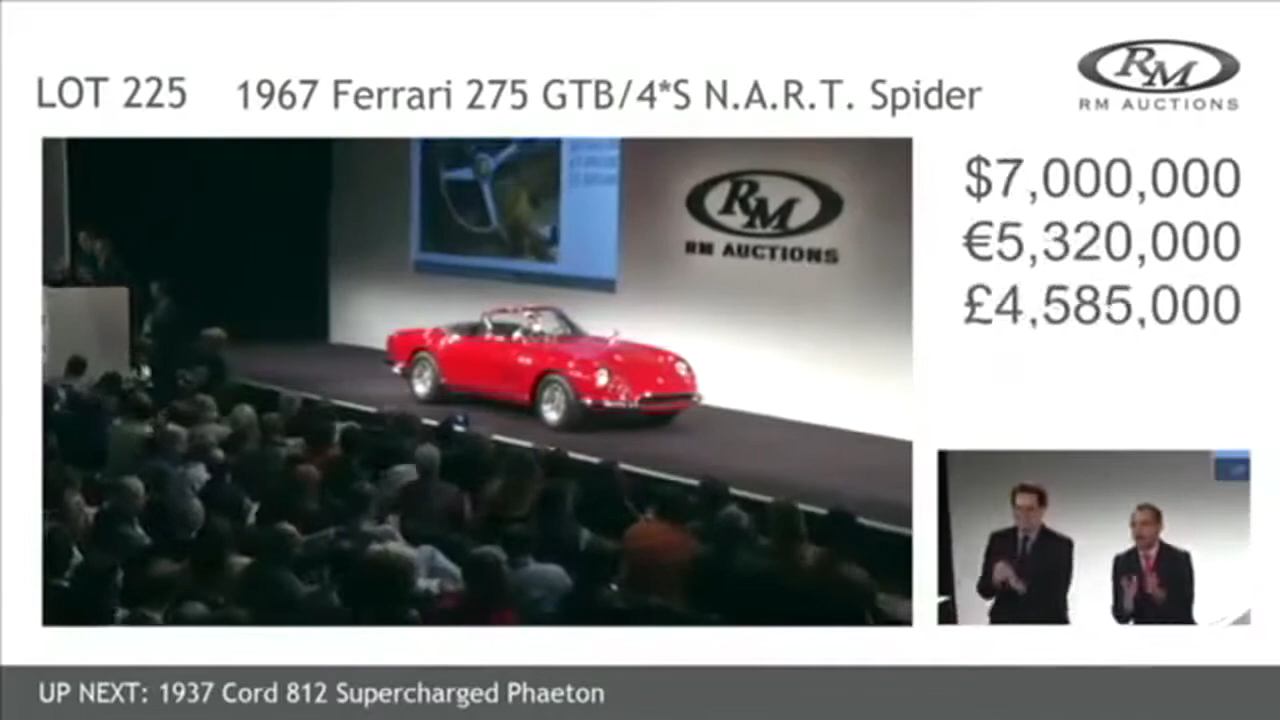 LOT 225 1967 Ferrari 275 GTB/4*S N.A.R.T. Spider
RM
RM AUCTIONS
$7,000,000
€5,320,000
£4,585,000
RM
RM AUCTIONS
UP NEXT: 1937 Cord 812 Supercharged Phaeton